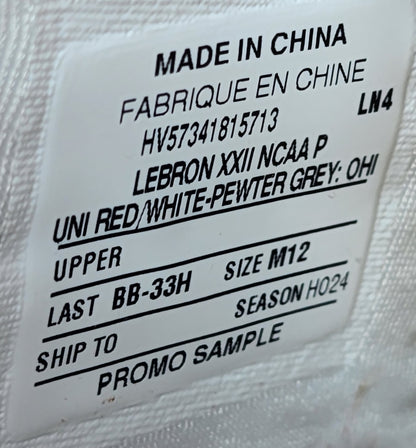 MADE IN CHINA
FABRIQUE EN CHINE
HV57341815713 LN4
LEBRON XXII NCAA P
UNI RED/WHITE-PEWTER GREY: OHI
UPPER
LAST BB-33H SIZE M12
SHIP TO SEASON HO24
PROMO SAMPLE